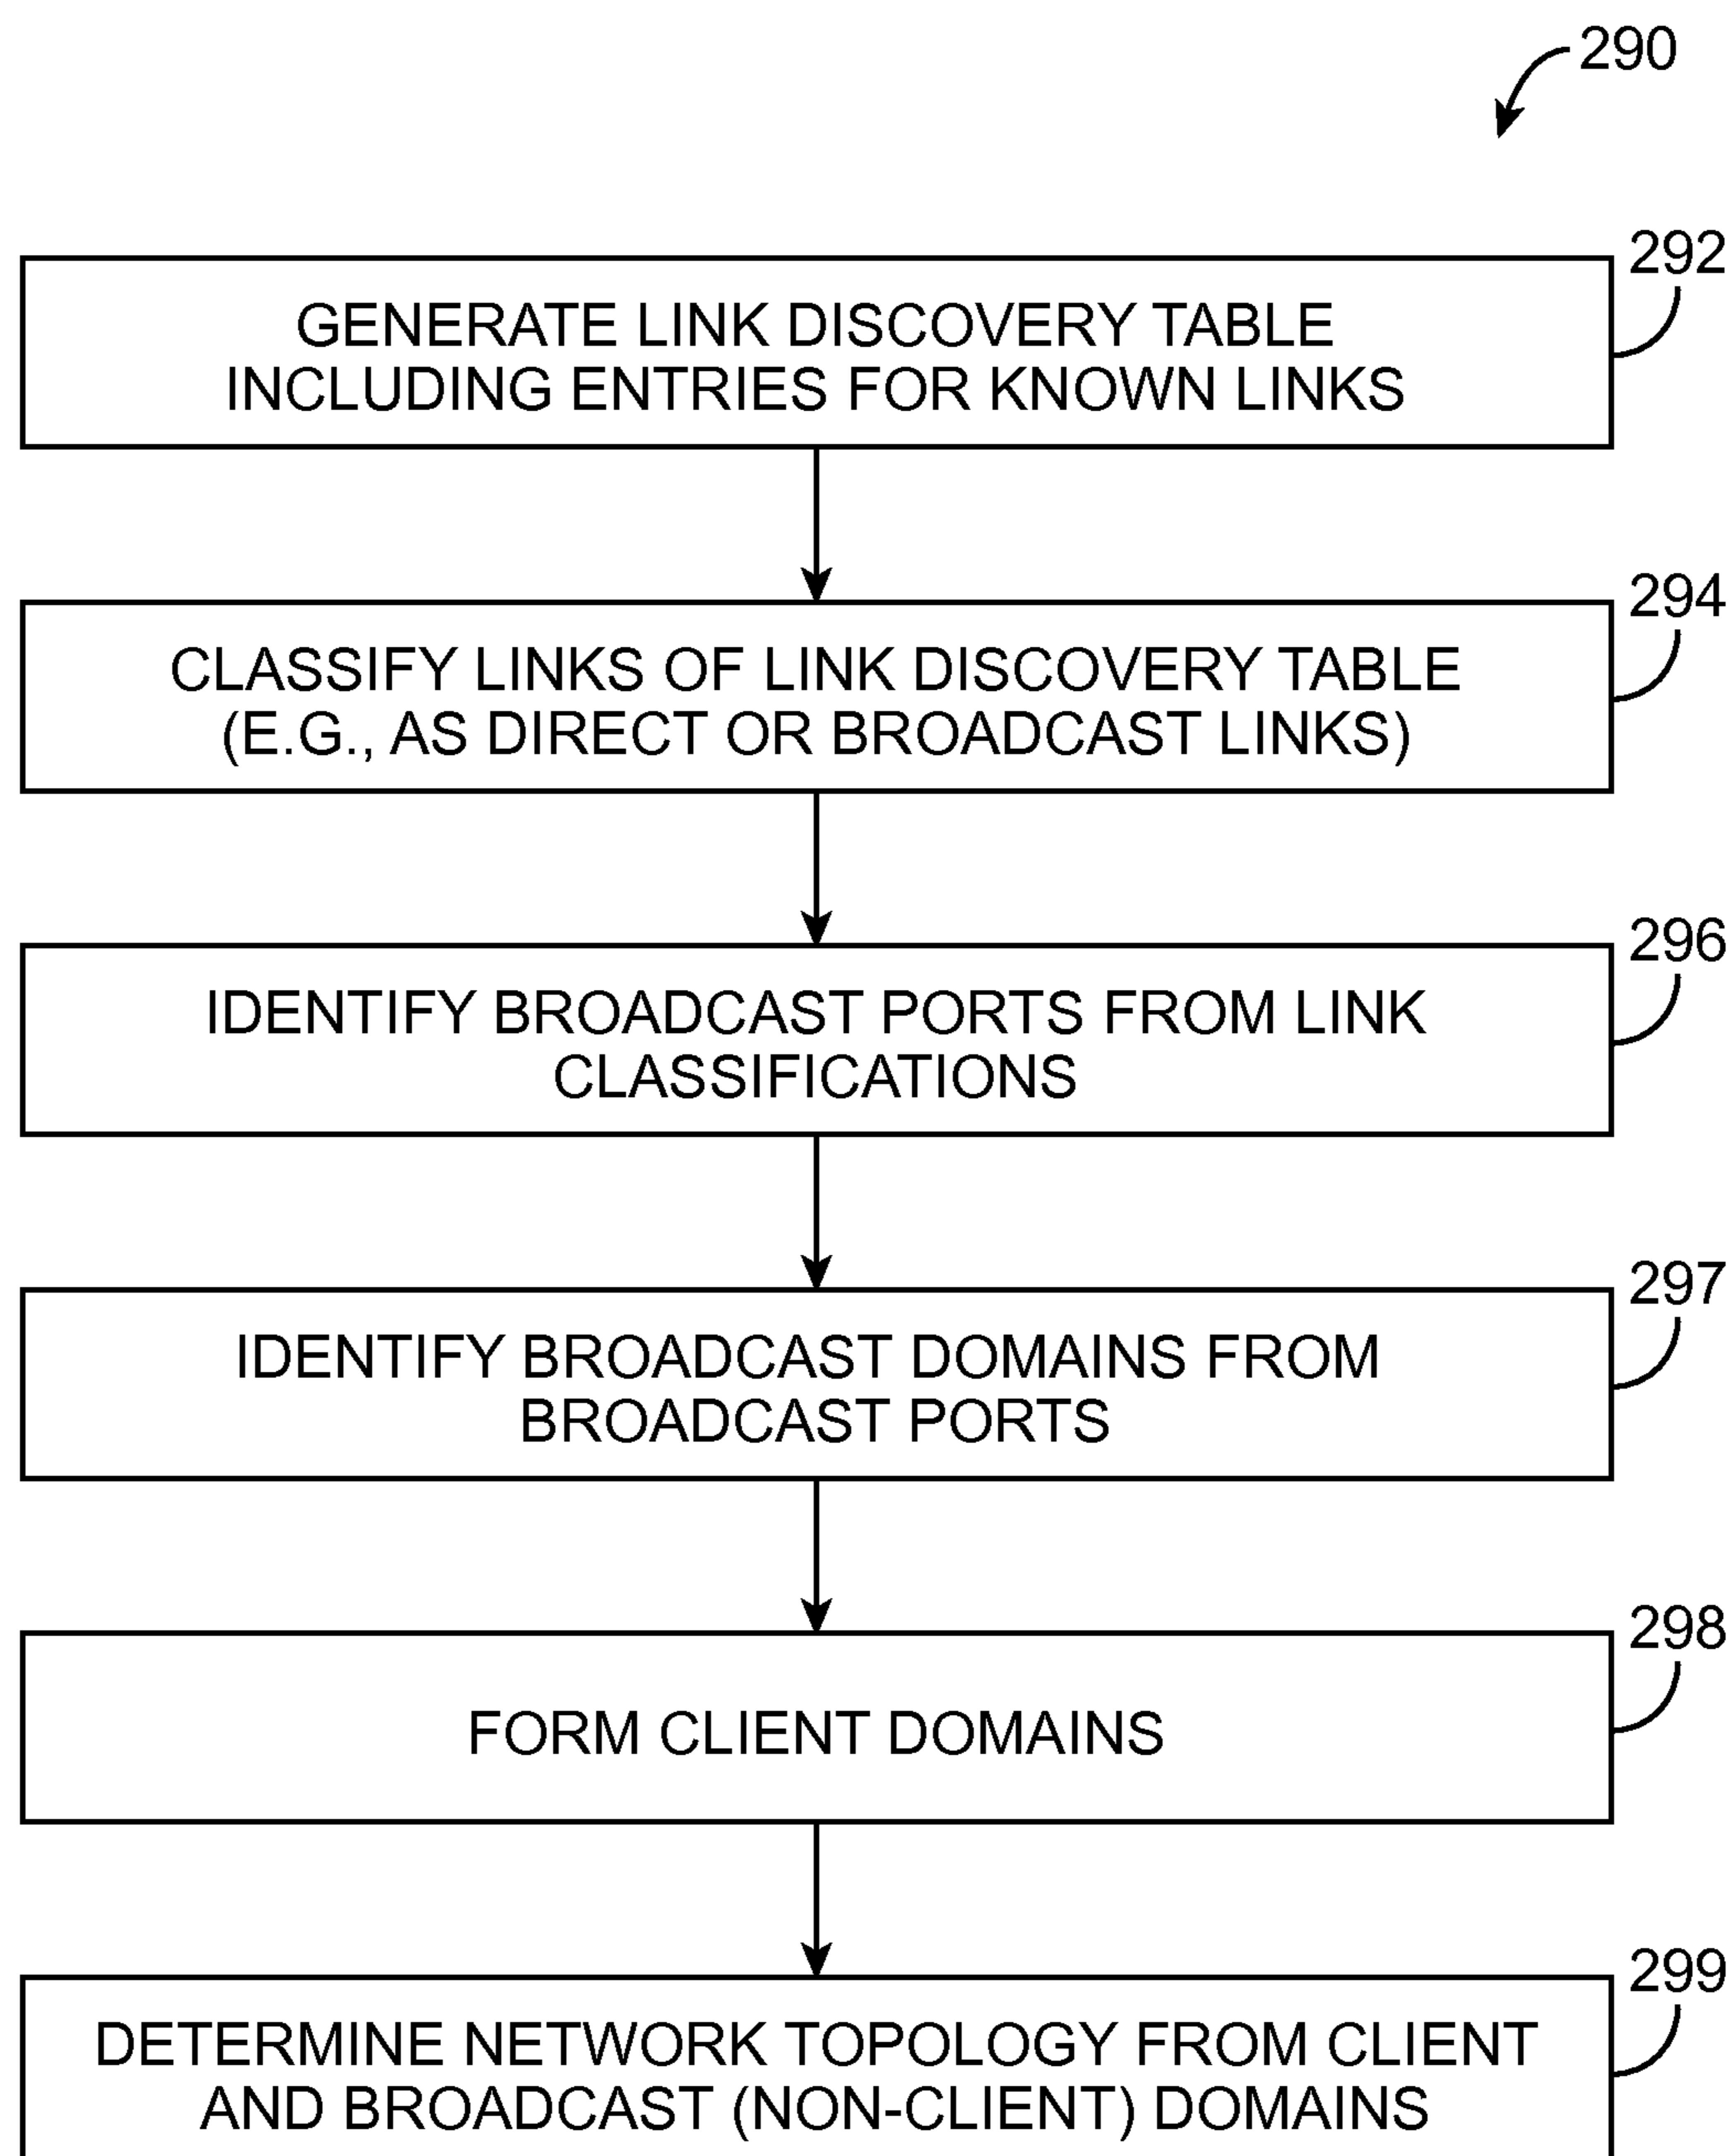 290
292
GENERATE LINK DISCOVERY TABLE
INCLUDING ENTRIES FOR KNOWN LINKS
294
CLASSIFY LINKS OF LINK DISCOVERY TABLE
(E.G., AS DIRECT OR BROADCAST LINKS)
296
IDENTIFY BROADCAST PORTS FROM LINK
CLASSIFICATIONS
297
IDENTIFY BROADCAST DOMAINS FROM
BROADCAST PORTS
298
FORM CLIENT DOMAINS
299
DETERMINE NETWORK TOPOLOGY FROM CLIENT
AND BROADCAST (NON-CLIENT) DOMAINS